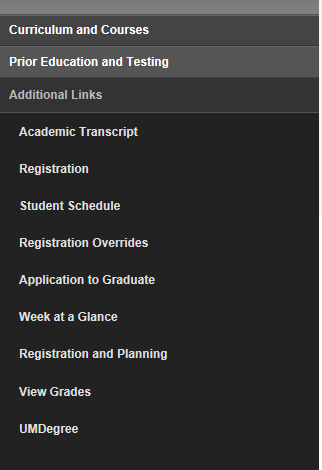 Curriculum and Courses
Prior Education and Testing
Additional Links
Academic Transcript
Registration
Student Schedule
Registration Overrides
Application to Graduate
Week at a Glance
Registration and Planning
View Grades
UMDegree